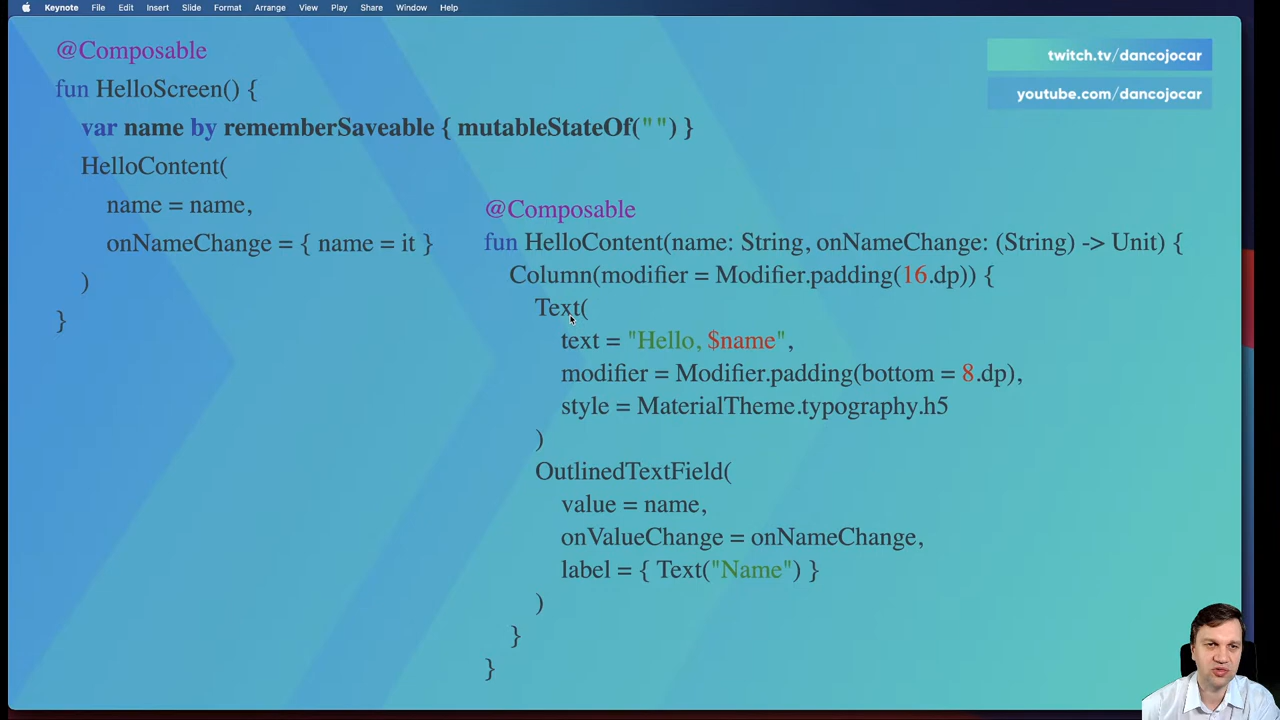 Keynote File Edit Insert Slide Format Arrange View Play Share Window Help
@Composable
fun HelloScreen() {
var name by rememberSaveable { mutableStateOf("") }
HelloContent(
name = name,
onNameChange = { name = it }
)
}
twitch.tv/dancojocar
youtube.com/dancojocar
@Composable
fun HelloContent(name: String, onNameChange: (String) -> Unit) {
Column(modifier = Modifier.padding(16.dp)) {
Text(
text = "Hello, $name",
modifier = Modifier.padding(bottom = 8.dp),
style = MaterialTheme.typography.h5
)
OutlinedTextField(
value = name,
onValueChange = onNameChange,
label = { Text("Name") }
)
}
}